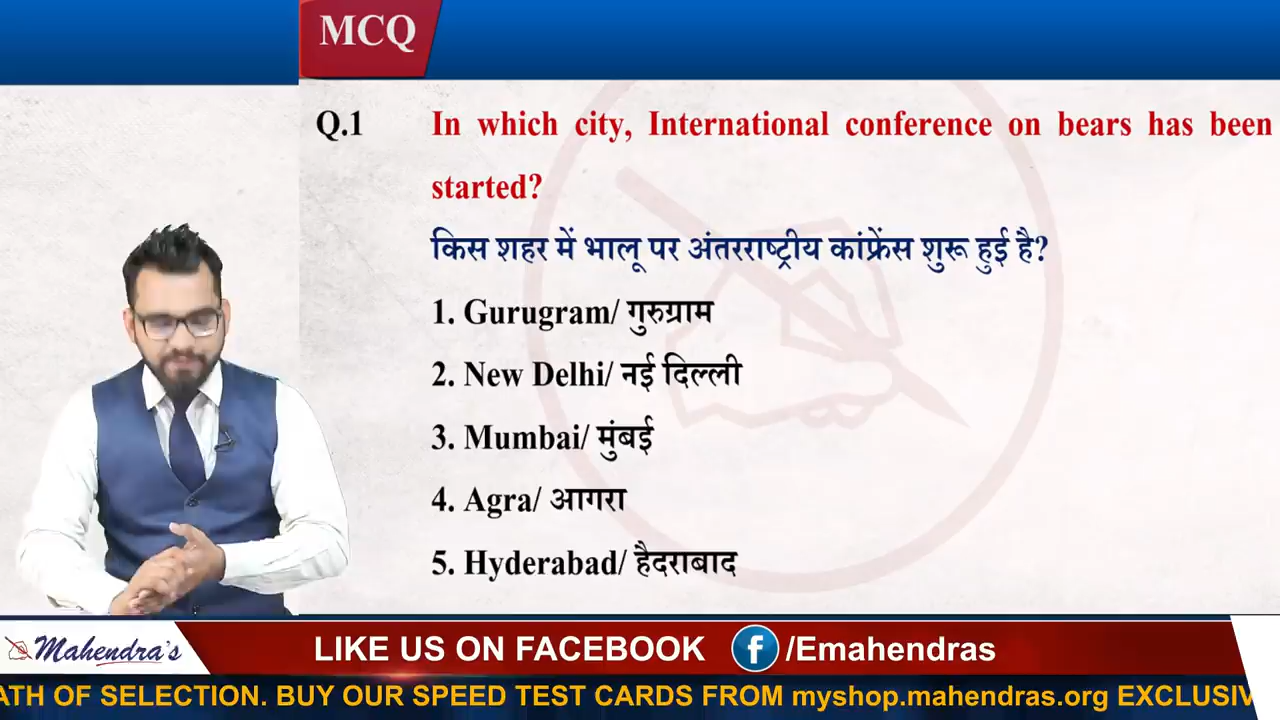 MCQ
Q.1 In which city, International conference on bears has been
started?
किस शहर में भालू पर अंतरराष्ट्रीय कांफ्रेंस शुरू हुई है?
1. Gurugram/ गुरुग्राम
2. New Delhi/ नई दिल्ली
3. Mumbai/ मुंबई
4. Agra/ आगरा
5. Hyderabad/ हैदराबाद
Mahendra's LIKE US ON FACEBOOK f /Emahendras
ATH OF SELECTION. BUY OUR SPEED TEST CARDS FROM myshop.mahendras.org EXCLUSIV